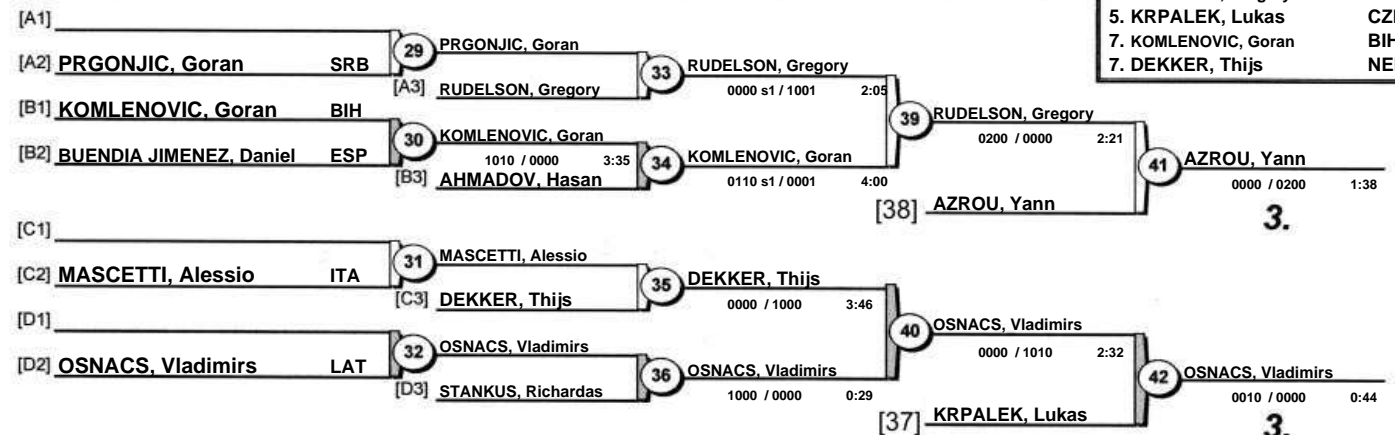 [A1]
[A2] PRGONJIC, Goran SRB
29 PRGONJIC, Goran
[A3] RUDELSON, Gregory
33 RUDELSON, Gregory
0000 s1 / 1001 2:05
[B1] KOMLENOVIC, Goran BIH
[B2] BUENDIA JIMENEZ, Daniel ESP
30 KOMLENOVIC, Goran
1010 / 0000 3:35
[B3] AHMADOV, Hasan
34 KOMLENOVIC, Goran
0110 s1 / 0001 4:00
39 RUDELSON, Gregory
0200 / 0000 2:21
[38] AZROU, Yann
41 AZROU, Yann
0000 / 0200 1:38
3.
[C1]
[C2] MASCETTI, Alessio ITA
31 MASCETTI, Alessio
[C3] DEKKER, Thijs
35 DEKKER, Thijs
0000 / 1000 3:46
[D1]
[D2] OSNACS, Vladimirs LAT
32 OSNACS, Vladimirs
[D3] STANKUS, Richardas
36 OSNACS, Vladimirs
1000 / 0000 0:29
40 OSNACS, Vladimirs
0000 / 1010 2:32
[37] KRPALEK, Lukas
42 OSNACS, Vladimirs
0010 / 0000 0:44
3.
5. KRPALEK, Lukas
7. KOMLENOVIC, Goran BIH
7. DEKKER, Thijs